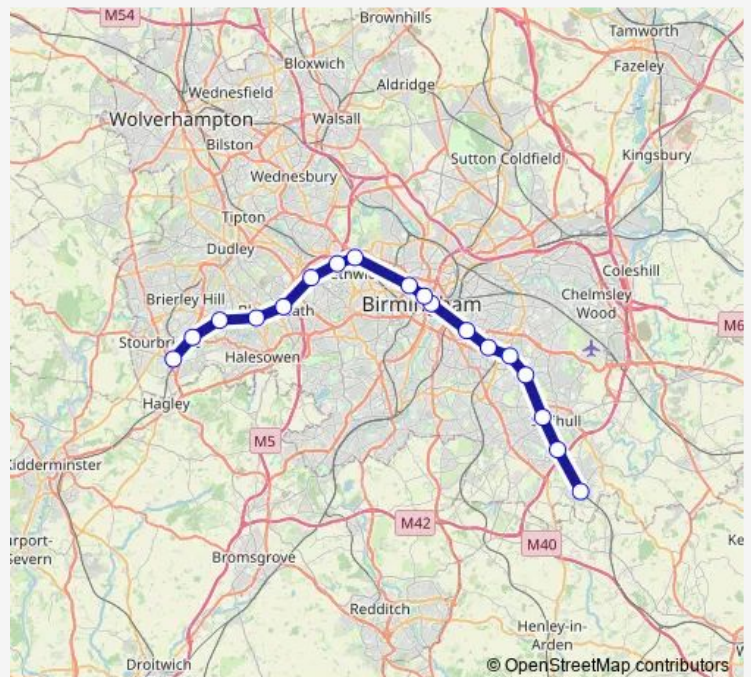 M54
Brownhills
Tamworth
Bloxwich
Fazeley
Wednesfield
Aldridge
Wolverhampton
Walsall
Bilston
Sutton Coldfield
Kingsbury
Wednesbury
Tipton
Dudley
Coleshill
Brierley Hill
Birmingham
Chelmsley
Wood
M6
Halesowen
Hagley
M5
Kidderminster
M42
M40
Bromsgrove
Redditch
Henley-in-
Arden
Droitwich
© OpenStreetMap contributors